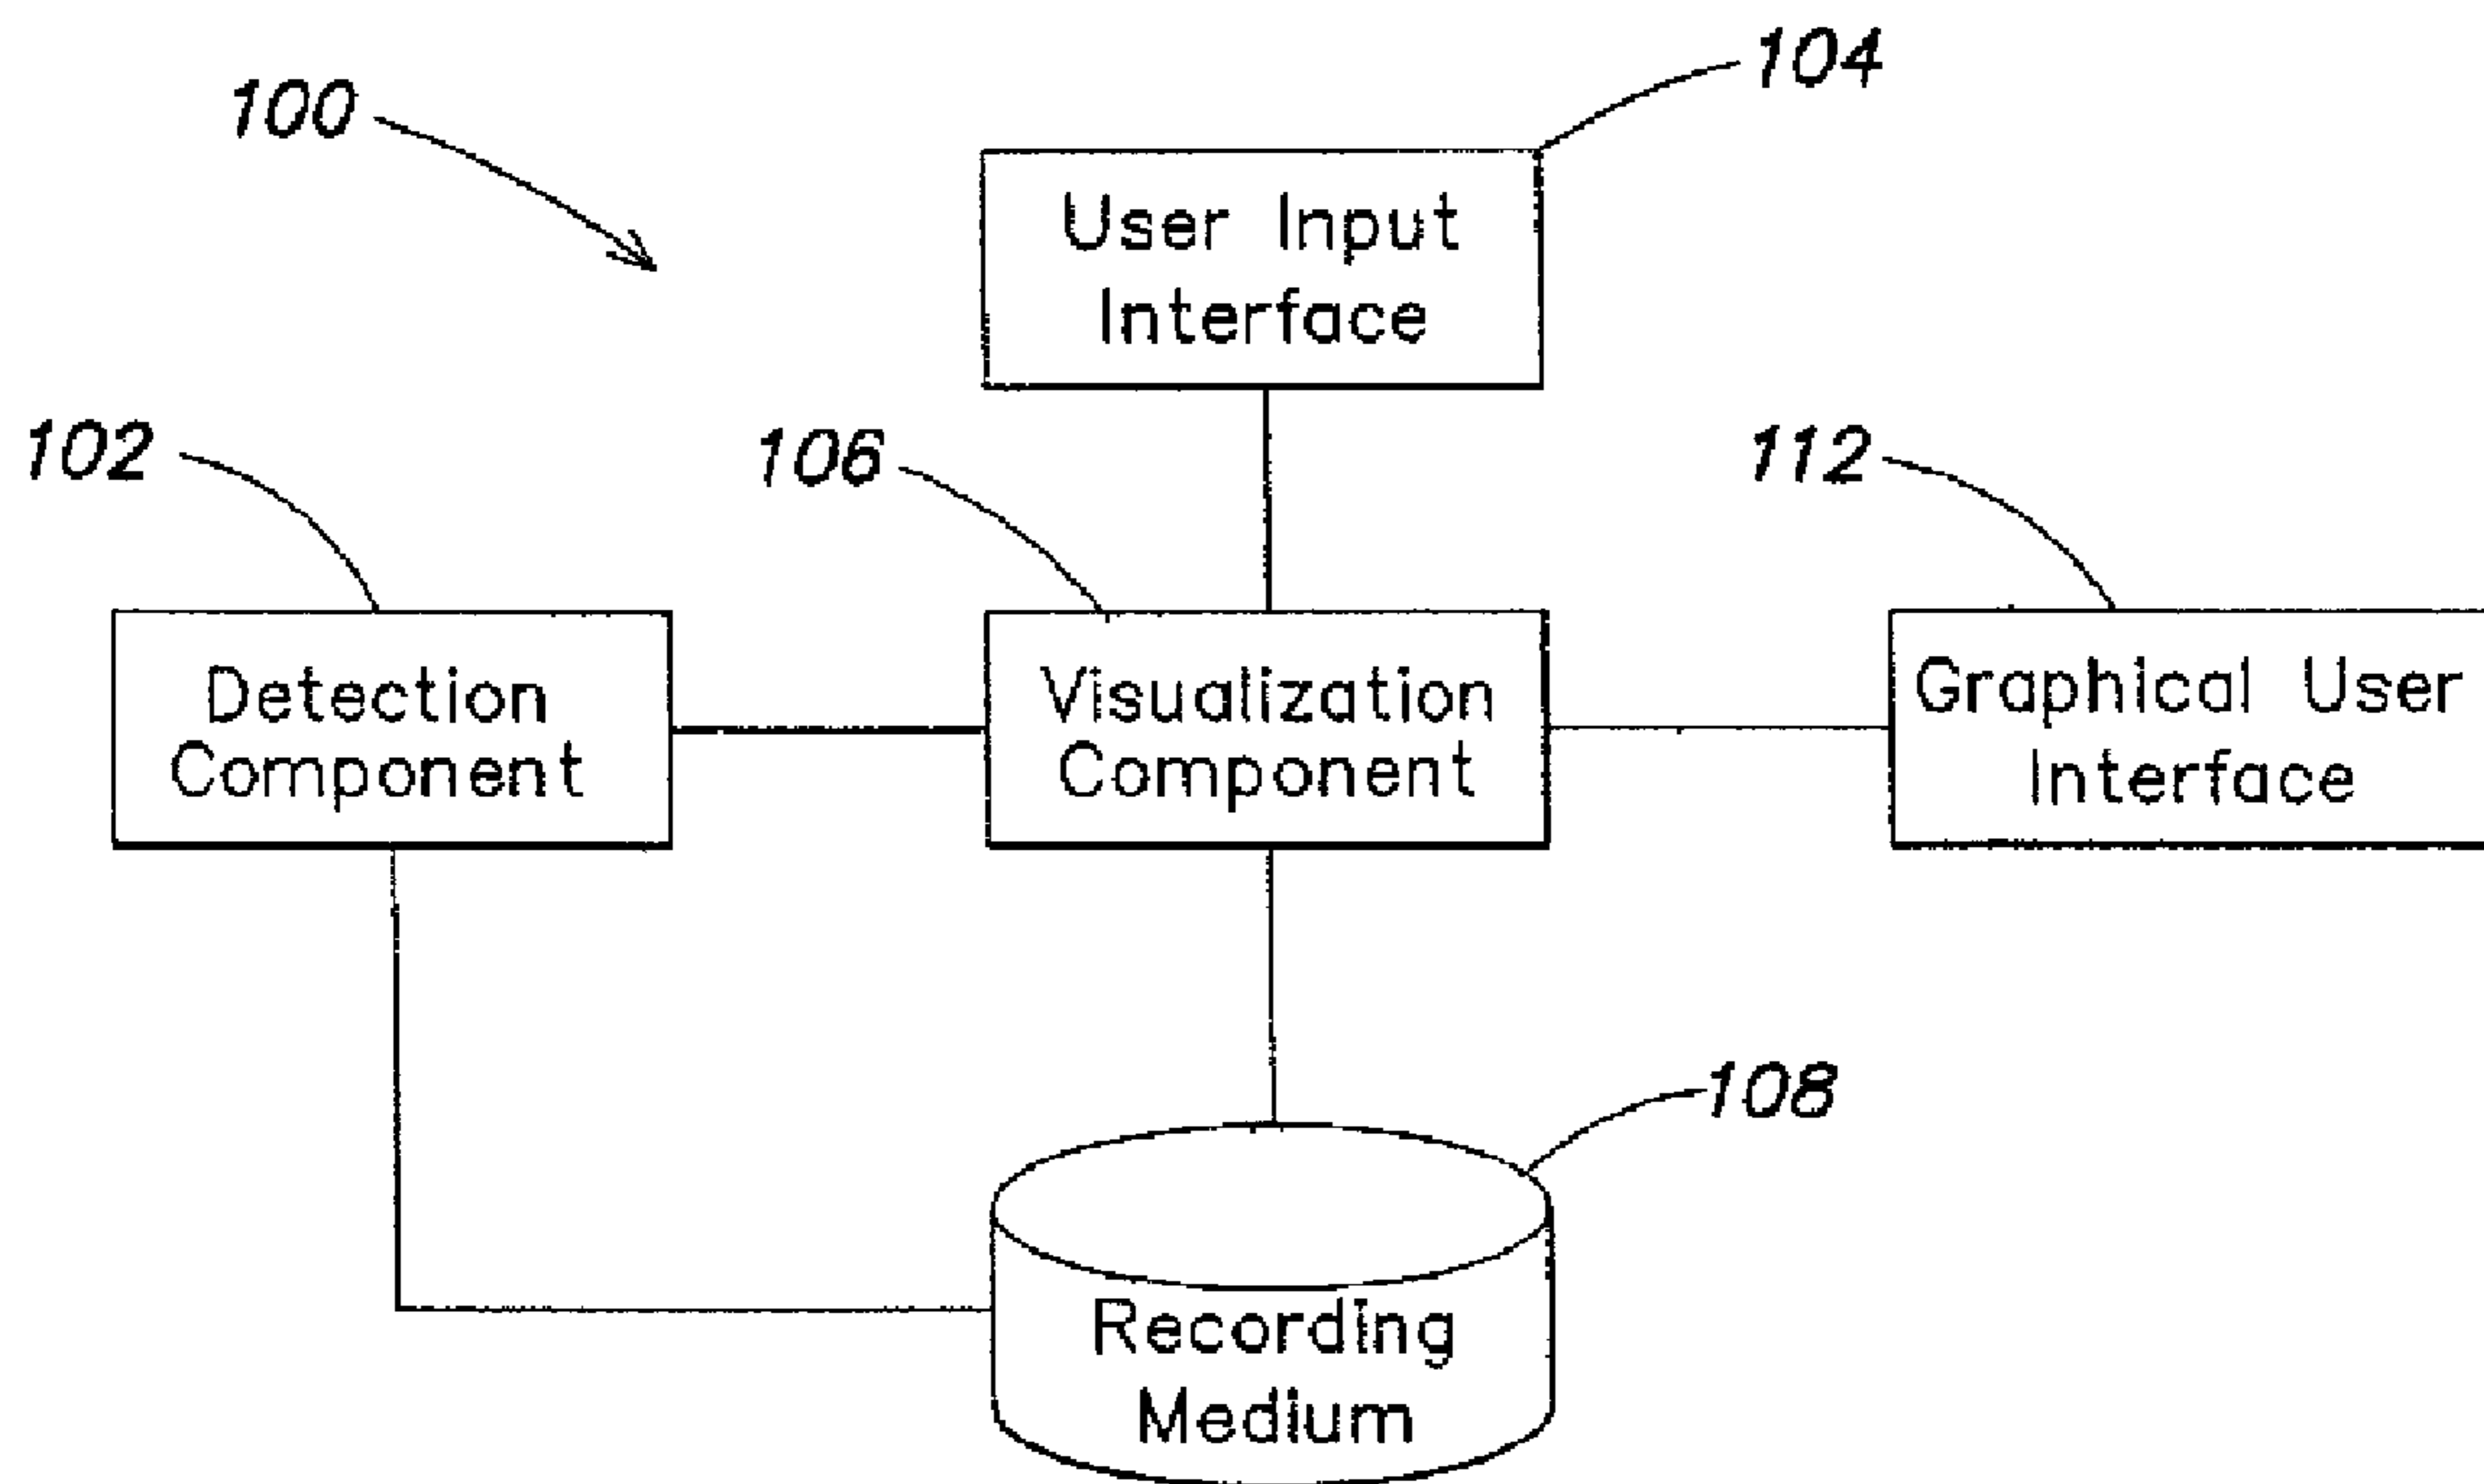 100
104
User Input
Interface
102
106
112
Detection
Component
Visualization
Component
Graphical User
Interface
108
Recording
Medium